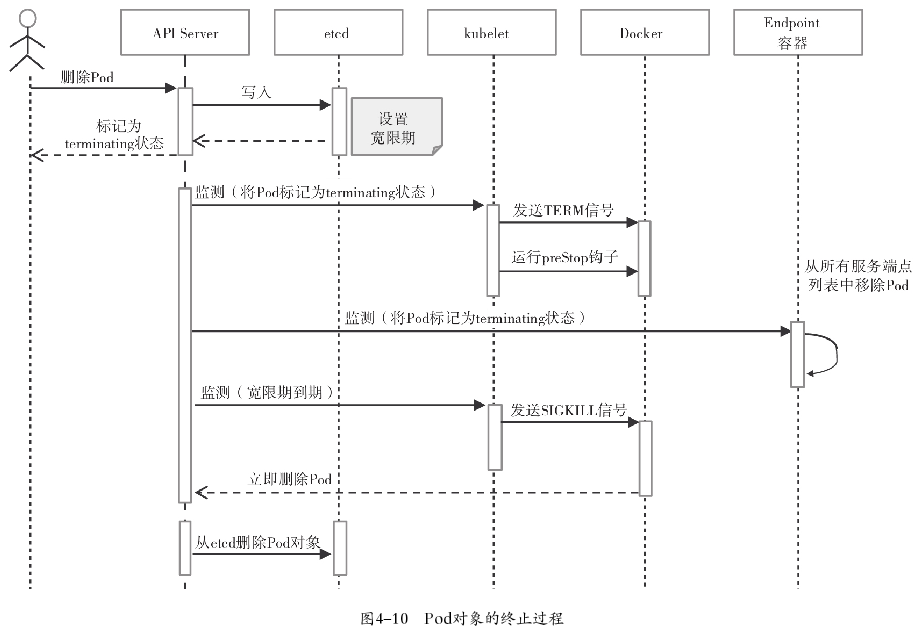 API Server
etcd
kubelet
Docker
Endpoint
容器
删除Pod
写入
设置
宽限期
标记为
terminating状态
监测（将Pod标记为terminating状态）
发送TERM信号
运行preStop钩子
从所有服务端点
列表中移除Pod
监测（将Pod标记为terminating状态）
监测（宽限期到期）
发送SIGKILL信号
立即删除Pod
从etcd删除Pod对象
图4-10 Pod对象的终止过程